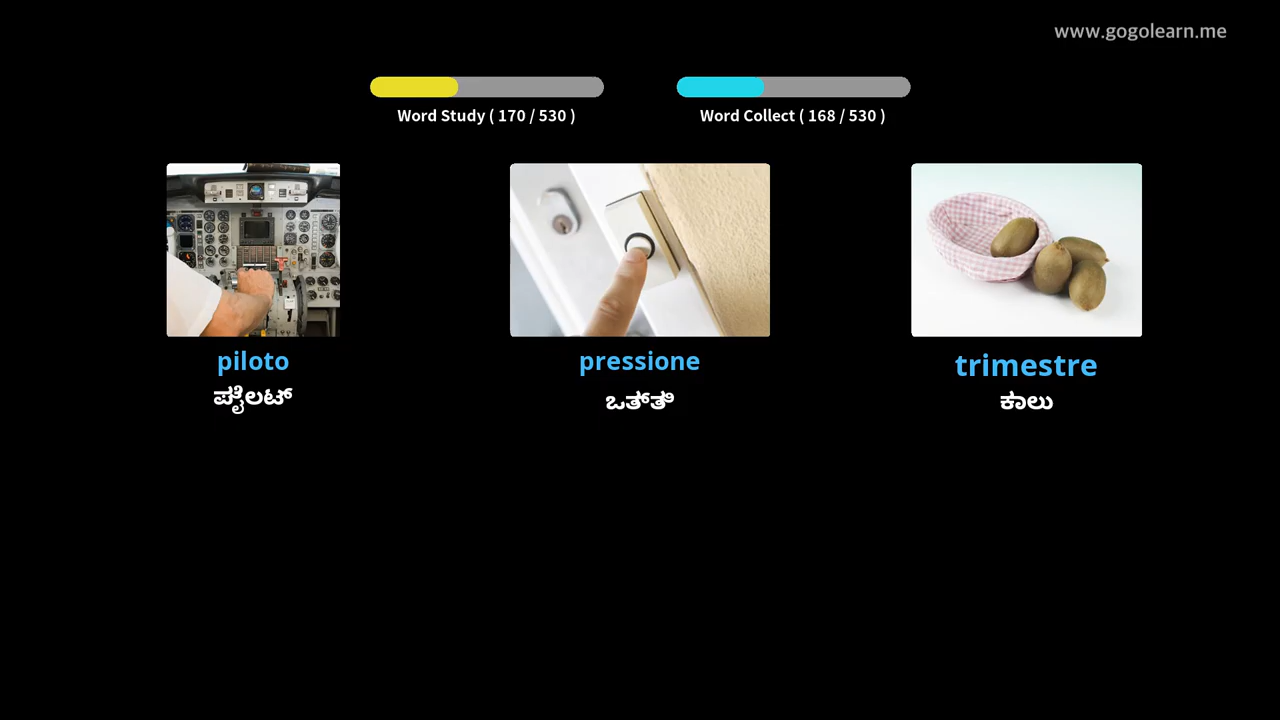 www.gogolearn.me
Word Study ( 170 / 530 )
Word Collect ( 168 / 530 )
piloto
pressione
trimestre
ಪೈಲಟ್
ಒತ್ತಿ
ಕಾಲು